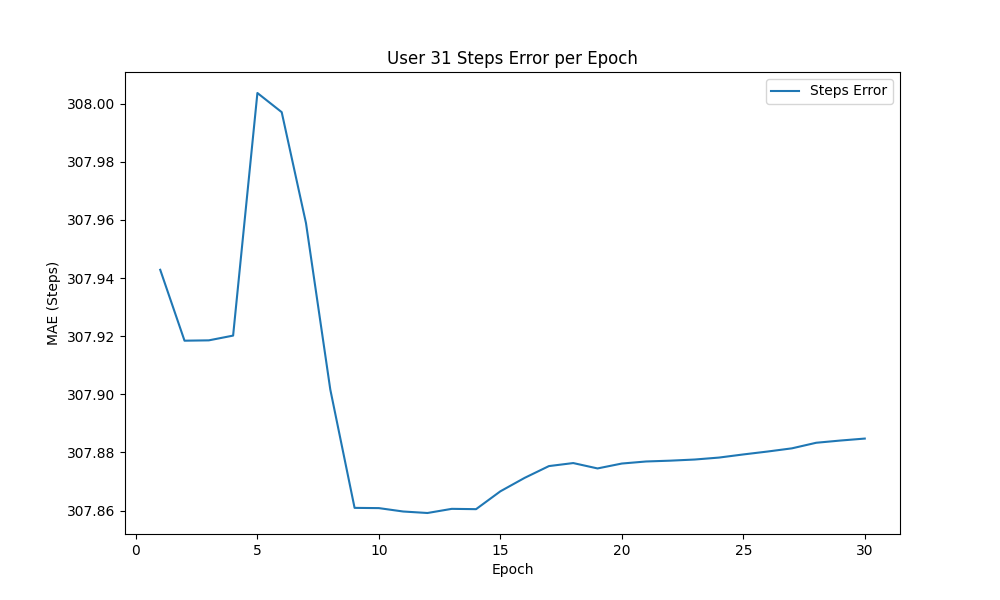 User 31 Steps Error per Epoch
Steps Error
308.00
307.98
307.96
307.94
307.92
307.90
307.88
307.86
MAE (Steps)
0 5 10 15 20 25 30
Epoch